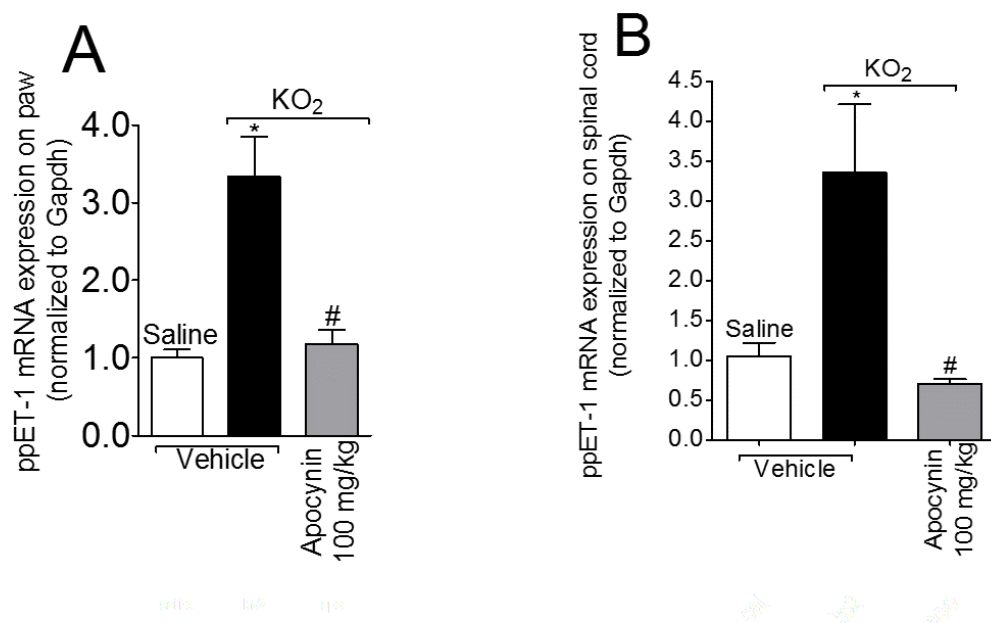 A
ppET-1 mRNA expression on paw
(normalized to Gapdh)
KO2
4.0
3.0
2.0
1.0
0.0
*
Saline
#
Vehicle
Apocynin
100 mg/kg
B
ppET-1 mRNA expression on spinal cord
(normalized to Gapdh)
KO2
4.5
4.0
3.5
3.0
2.5
2.0
1.5
1.0
0.5
0.0
*
Saline
#
Vehicle
Apocynin
100 mg/kg